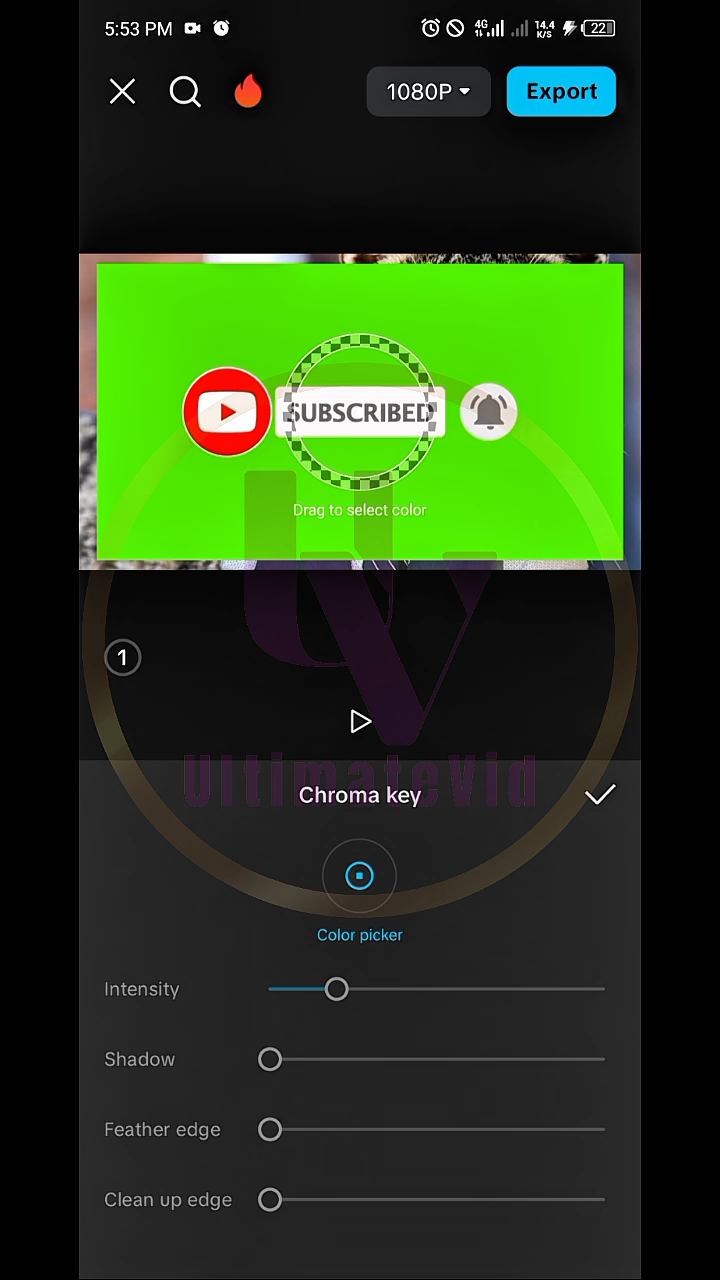 5:53 PM
4G
14.4
K/S
22
1080P
Export
SUBSCRIBED
Drag to select color
UV
1
UltimateVid
Chroma key
Color picker
Intensity
Shadow
Feather edge
Clean up edge